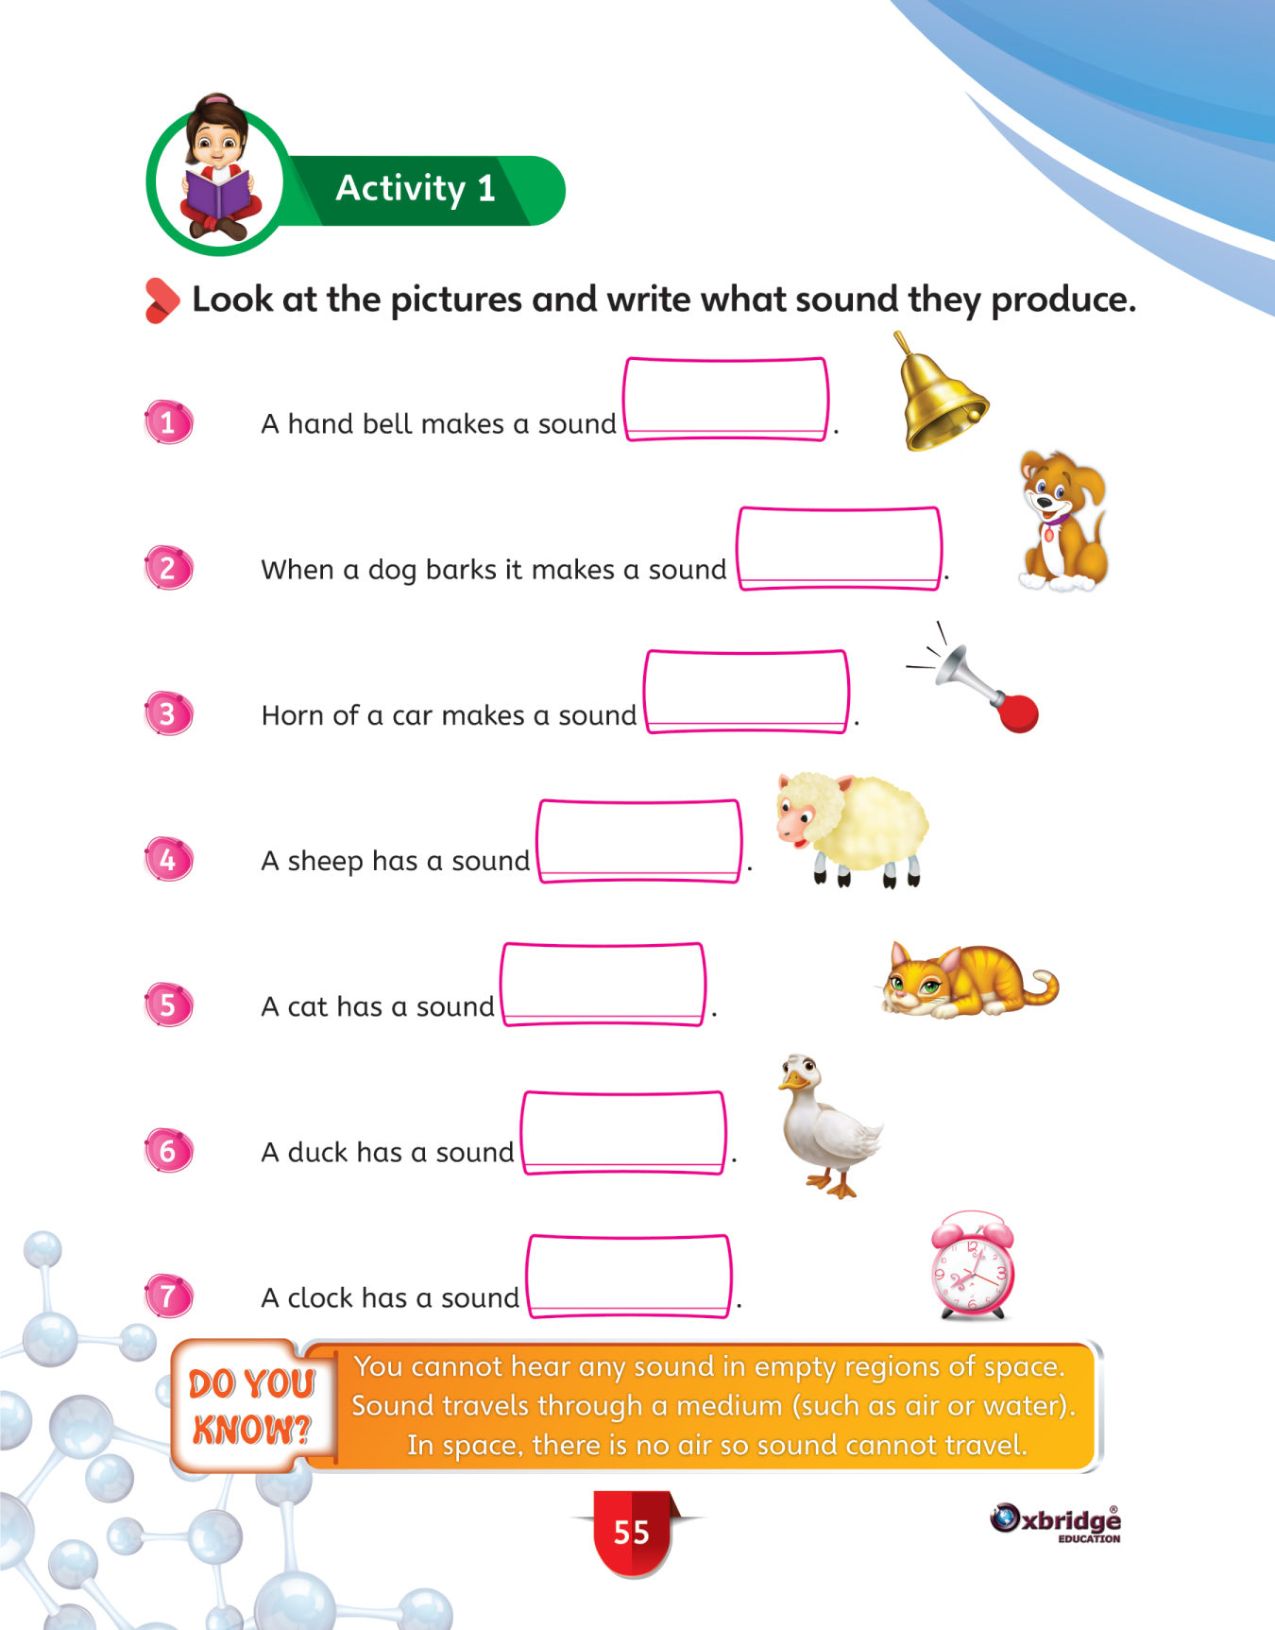 Activity 1
Look at the pictures and write what sound they produce.
1 A hand bell makes a sound .
2 When a dog barks it makes a sound .
3 Horn of a car makes a sound .
4 A sheep has a sound .
5 A cat has a sound .
6 A duck has a sound .
12
9 3
6
7 A clock has a sound .
DO YOU
KNOW?
You cannot hear any sound in empty regions of space.
Sound travels through a medium (such as air or water).
In space, there is no air so sound cannot travel.
55
Oxbridge®
EDUCATION